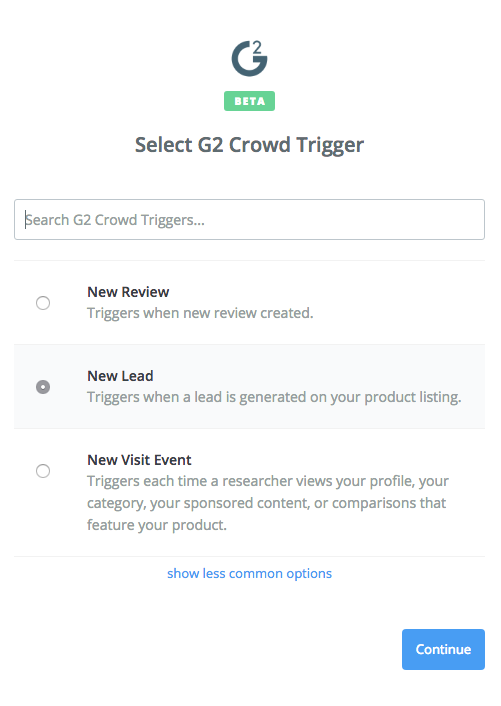 G2
BETA
Select G2 Crowd Trigger
Search G2 Crowd Triggers...
New Review
Triggers when new review created.
New Lead
Triggers when a lead is generated on your product listing.
New Visit Event
Triggers each time a researcher views your profile, your
category, your sponsored content, or comparisons that
feature your product.
show less common options
Continue